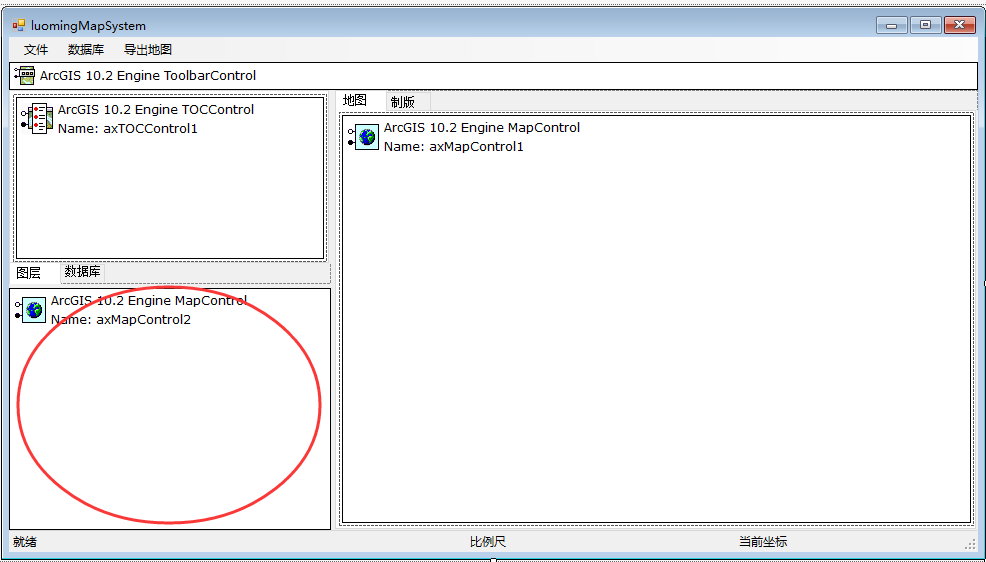 luomingMapSystem
文件 数据库 导出地图
ArcGIS 10.2 Engine ToolbarControl
ArcGIS 10.2 Engine TOCControl
Name: axTOCControl1
图层 数据库
ArcGIS 10.2 Engine MapControl
Name: axMapControl2
地图 制版
ArcGIS 10.2 Engine MapControl
Name: axMapControl1
就绪 比例尺 当前坐标